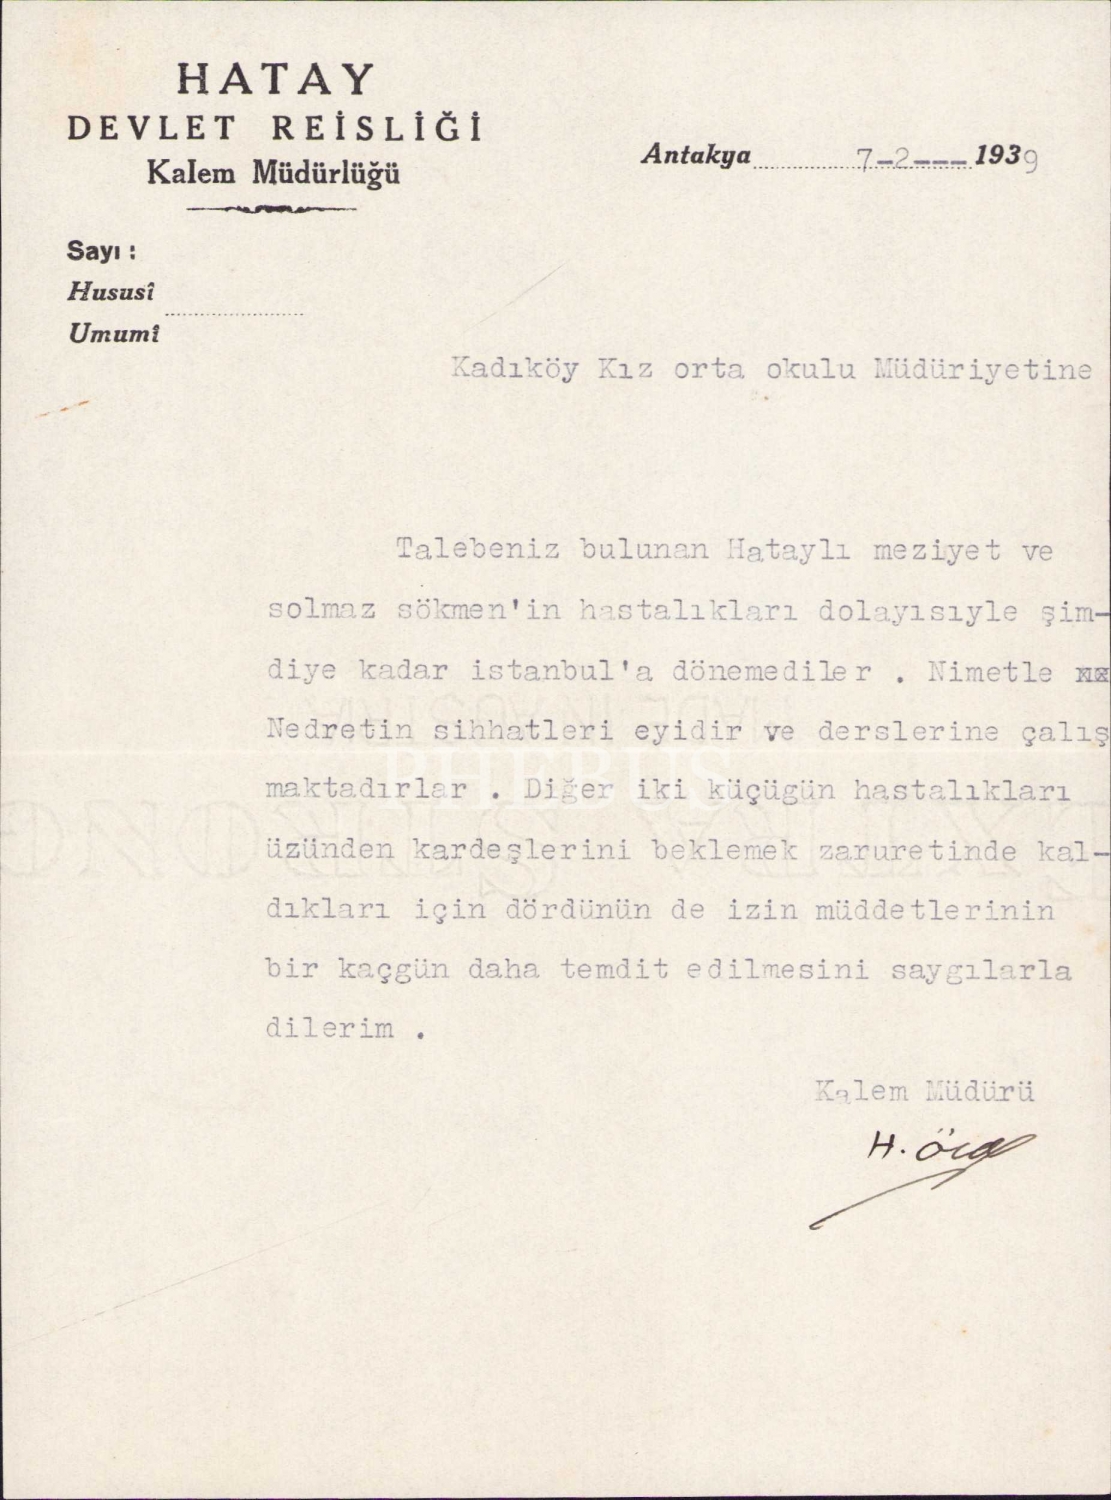 HATAY
DEVLET REİSLİĞİ
Kalem Müdürlüğü
Antakya 7-2--- 1939
Sayı :
Hususî
Umumî
Kadıköy Kız orta okulu Müdüriyetine
Talebeniz bulunan Hataylı meziyet ve
solmaz sökmen'in hastalıkları dolayısiyle şim-
diye kadar istanbul'a dönemediler . Nimetle
Nedretin sihhatleri eyidir ve derslerine çalış
maktadırlar . Diğer iki küçügün hastalıkları
üzünden kardeşlerini beklemek zaruretinde kal-
dıkları için dördünün de izin müddetlerinin
bir kaçgün daha temdit edilmesini saygılarla
dilerim .
Kalem Müdürü
H.
PHEBUS